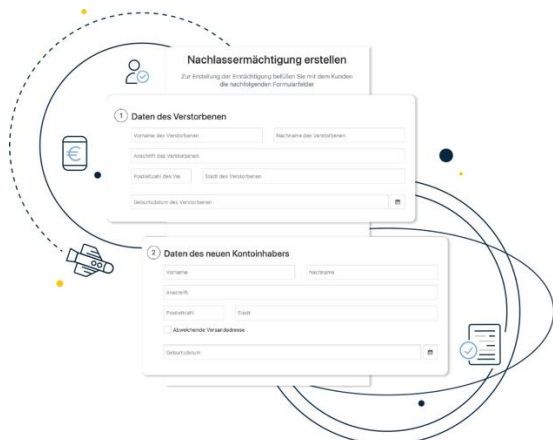 Nachlassermächtigung erstellen
Zur Erstellung der Ermächtigung befüllen Sie mit dem Kunden
die nachfolgenden Formularfelder
1 Daten des Verstorbenen
Vorname des Verstorbenen Nachname des Verstorbenen
Anschrift des Verstorbenen
Postleitzahl des Ver Stadt des Verstorbenen
Geburtsdatum des Verstorbenen
2 Daten des neuen Kontoinhabers
Vorname Nachname
Anschrift
Postleitzahl Stadt
Abweichende Versandadresse
Geburtsdatum
€